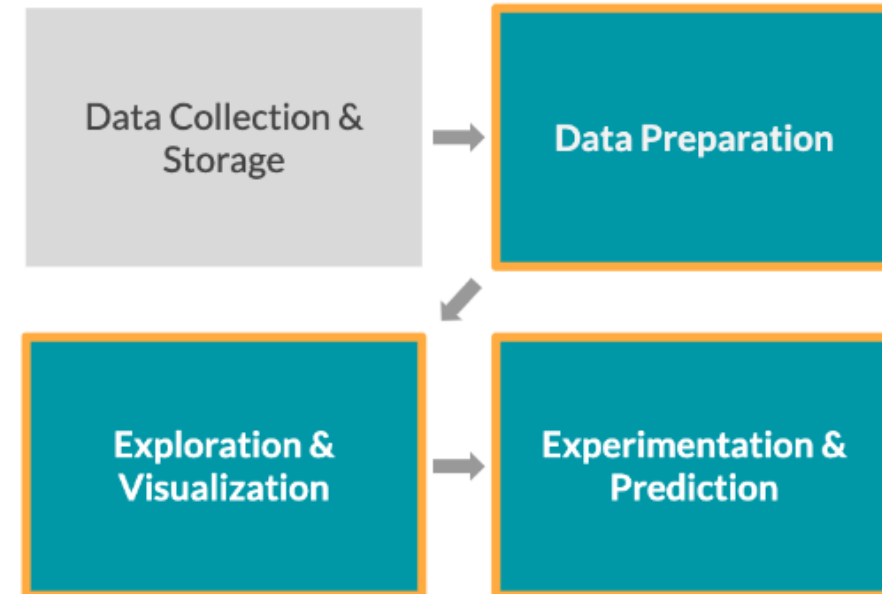 Data Collection &
Storage
Data Preparation
Exploration &
Visualization
Experimentation &
Prediction